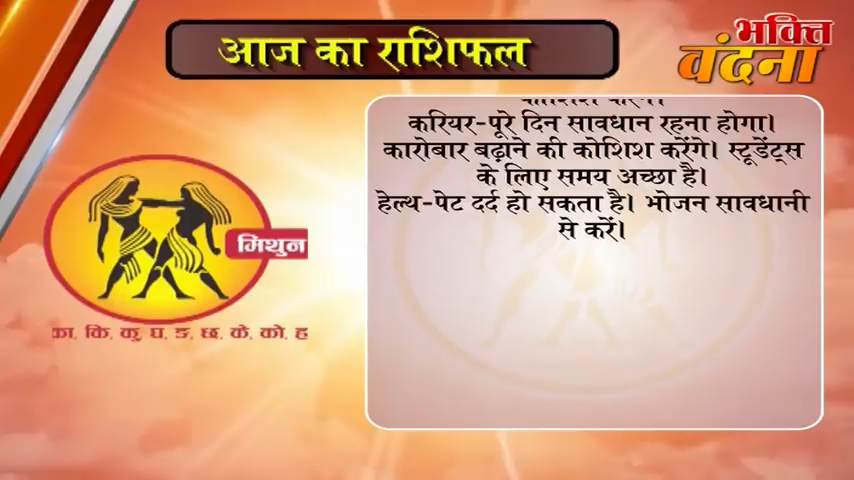 आज का राशिफल
भक्ति
वंदना
करियर-पूरे दिन सावधान रहना होगा।
कारोबार बढ़ाने की कोशिश करेंगे। स्टूडेंट्स
के लिए समय अच्छा है।
हेल्थ-पेट दर्द हो सकता है। भोजन सावधानी
से करें।
मिथुन
का, कि, कु, घ, ङ, छ, के, को, ह